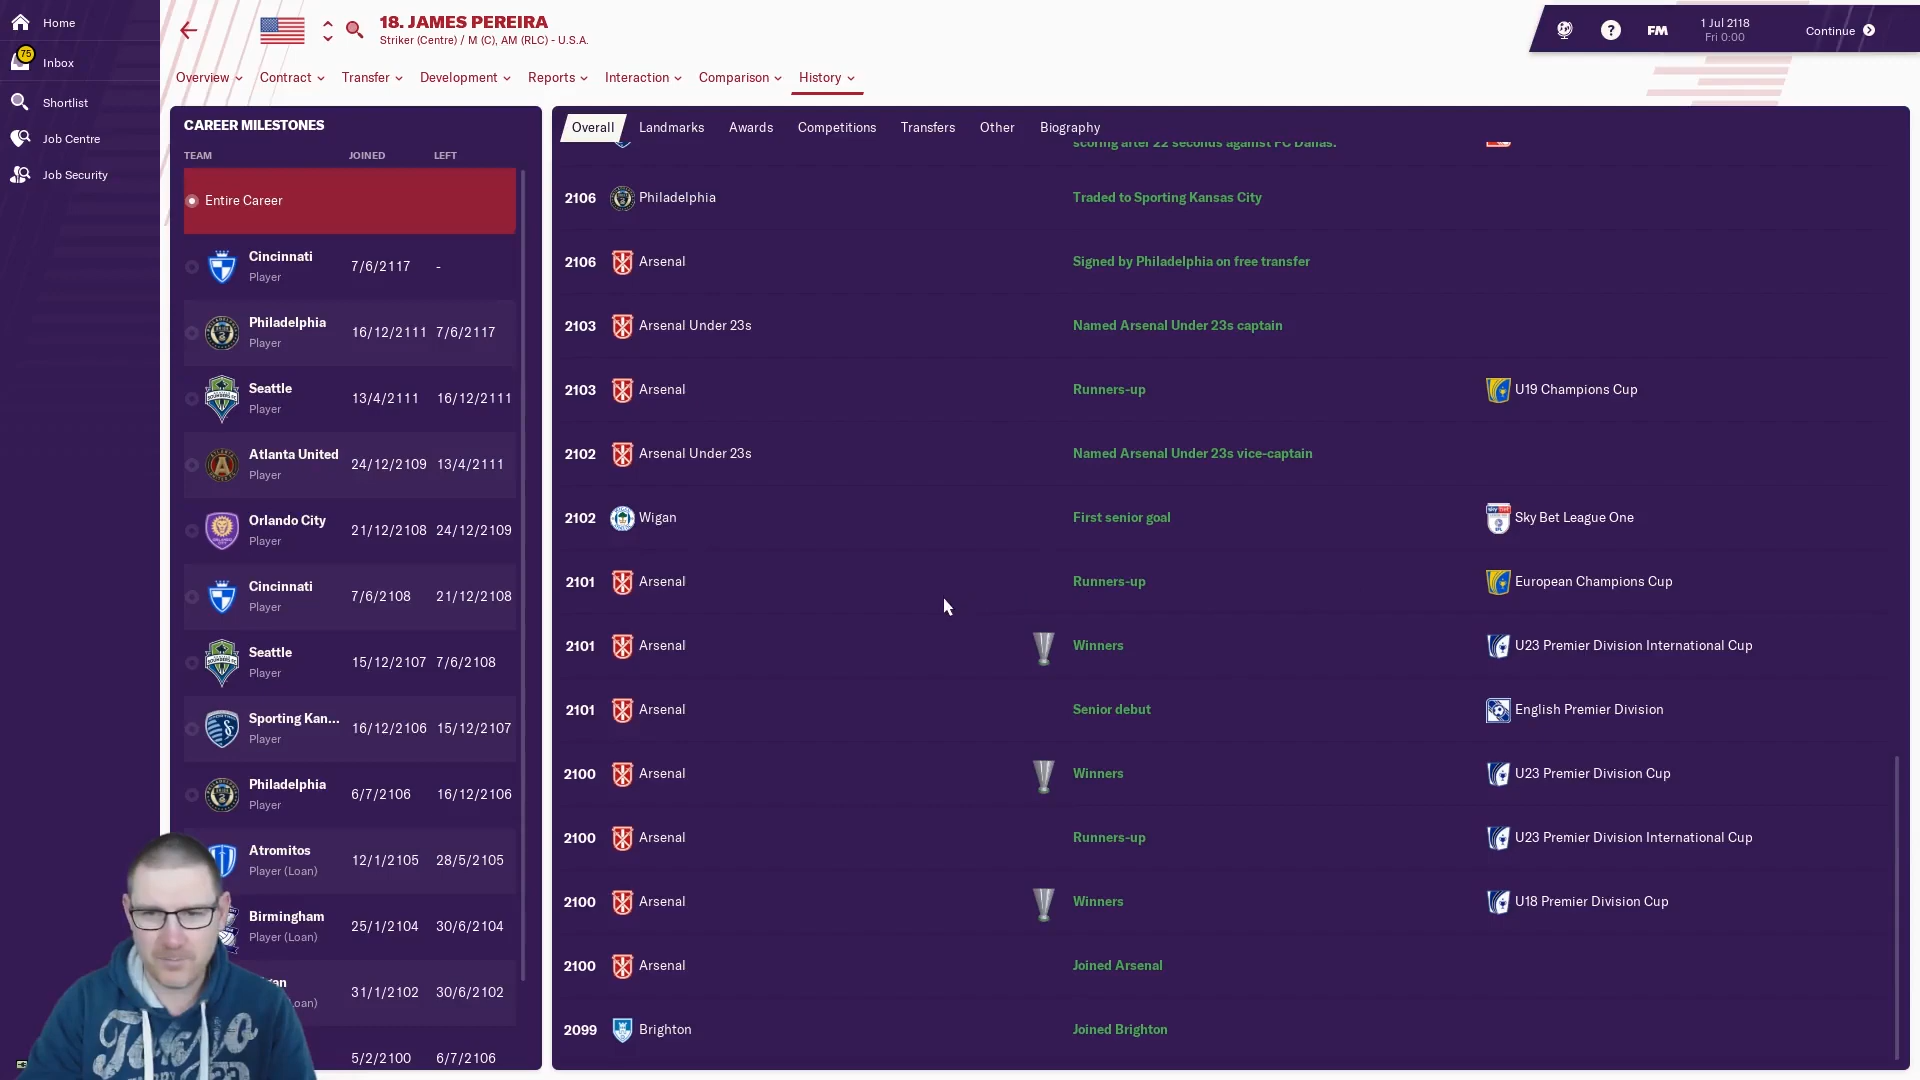 Home
75
Inbox
Shortlist
Job Centre
Job Security
18. JAMES PEREIRA
Striker (Centre) / M (C), AM (RLC) - U.S.A.
? FM
1 Jul 2118
Fri 0:00
Continue
Overview Contract Transfer Development Reports Interaction Comparison History
CAREER MILESTONES
TEAM JOINED LEFT
Entire Career
Cincinnati 7/6/2117 -
Player
Philadelphia 16/12/2111 7/6/2117
Player
Seattle 13/4/2111 16/12/2111
Player
Atlanta United 24/12/2109 13/4/2111
Player
Orlando City 21/12/2108 24/12/2109
Player
Cincinnati 7/6/2108 21/12/2108
Player
Seattle 15/12/2107 7/6/2108
Player
Sporting Kan... 16/12/2106 15/12/2107
Player
Philadelphia 6/7/2106 16/12/2106
Player
Atromitos 12/1/2105 28/5/2105
Player (Loan)
Birmingham 25/1/2104 30/6/2104
Player (Loan)
31/1/2102 30/6/2102
5/2/2100 6/7/2106
Overall Landmarks Awards Competitions Transfers Other Biography
scoring after 22 seconds against FC Dallas.
2106 Philadelphia Traded to Sporting Kansas City
2106 Arsenal Signed by Philadelphia on free transfer
2103 Arsenal Under 23s Named Arsenal Under 23s captain
2103 Arsenal Runners-up U19 Champions Cup
2102 Arsenal Under 23s Named Arsenal Under 23s vice-captain
2102 Wigan First senior goal Sky Bet League One
2101 Arsenal Runners-up European Champions Cup
2101 Arsenal Winners U23 Premier Division International Cup
2101 Arsenal Senior debut English Premier Division
2100 Arsenal Winners U23 Premier Division Cup
2100 Arsenal Runners-up U23 Premier Division International Cup
2100 Arsenal Winners U18 Premier Division Cup
2100 Arsenal Joined Arsenal
2099 Brighton Joined Brighton